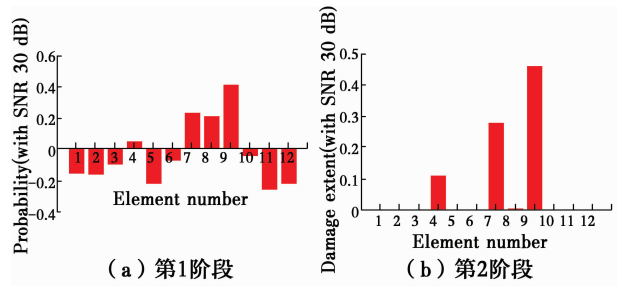 Probability(with SNR 30 dB)
0.6
0.4
0.2
0
-0.2
-0.4
1 2 3 4 5 6 7 8 9 10 11 12
Element number
(a)第1阶段
Damage extent(with SNR 30 dB)
0.5
0.4
0.3
0.2
0.1
0
1 2 3 4 5 6 7 8 9 10 11 12
Element number
(b)第2阶段